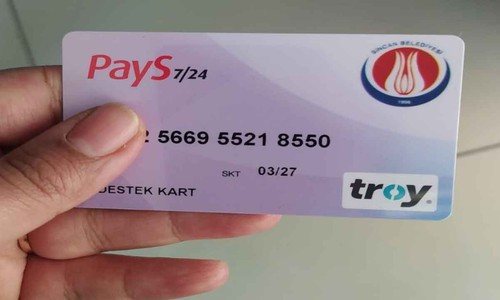 PayS 7/24
SİNCAN BELEDİYESİ
2 5669 5521 8550
SKT 03/27
DESTEK KART
troy